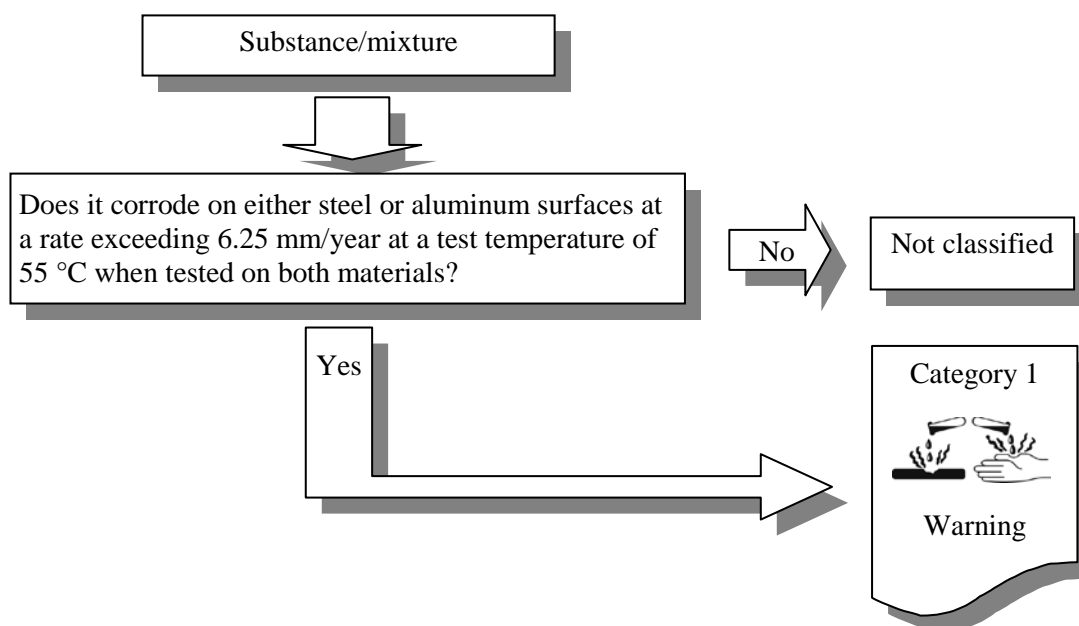 Substance/mixture
Does it corrode on either steel or aluminum surfaces at
a rate exceeding 6.25 mm/year at a test temperature of
55 °C when tested on both materials?
No
Not classified
Yes
Category 1
Warning